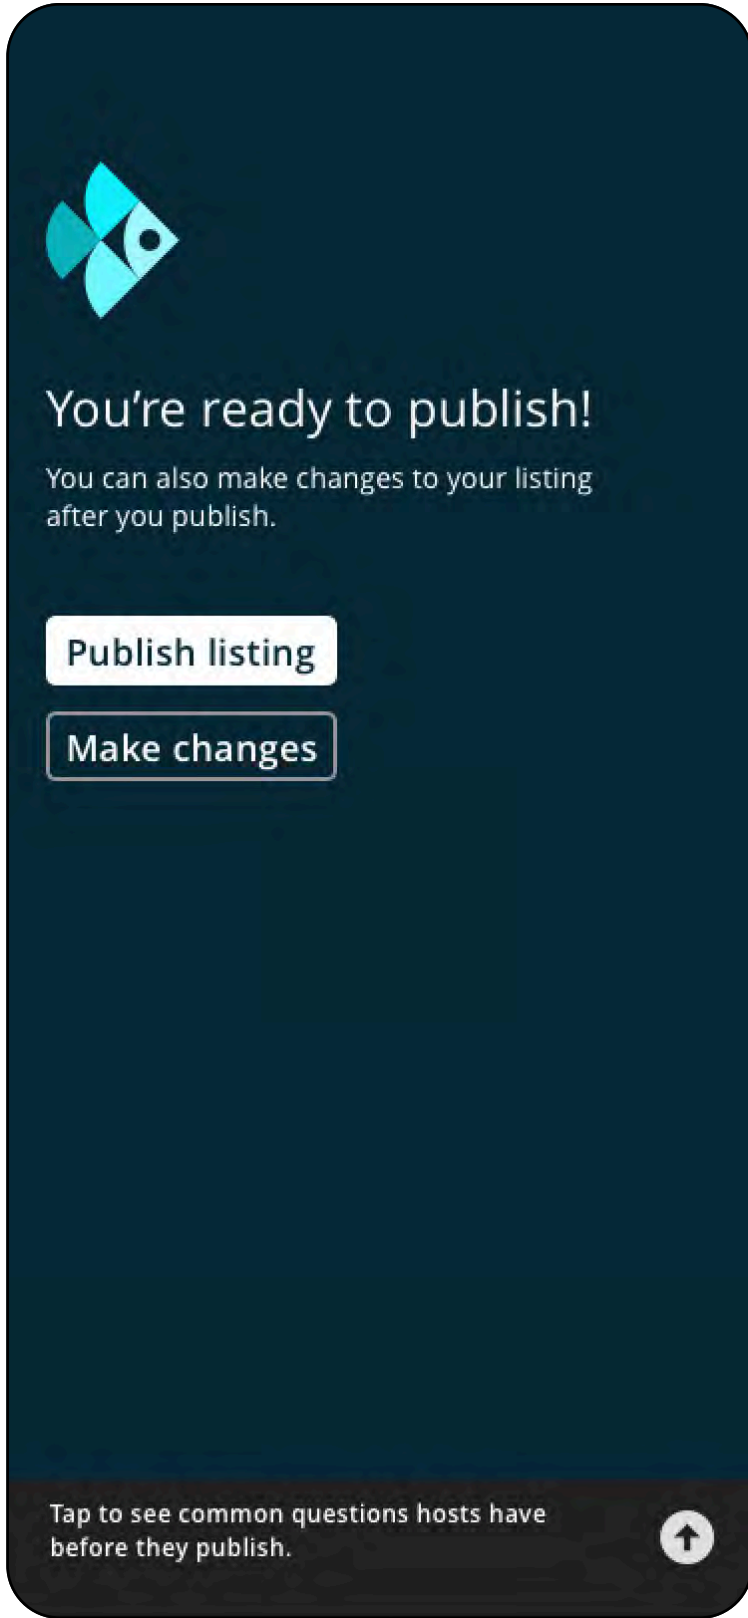 You’re ready to publish!
You can also make changes to your listing
after you publish.
Publish listing
Make changes
Tap to see common questions hosts have
before they publish.